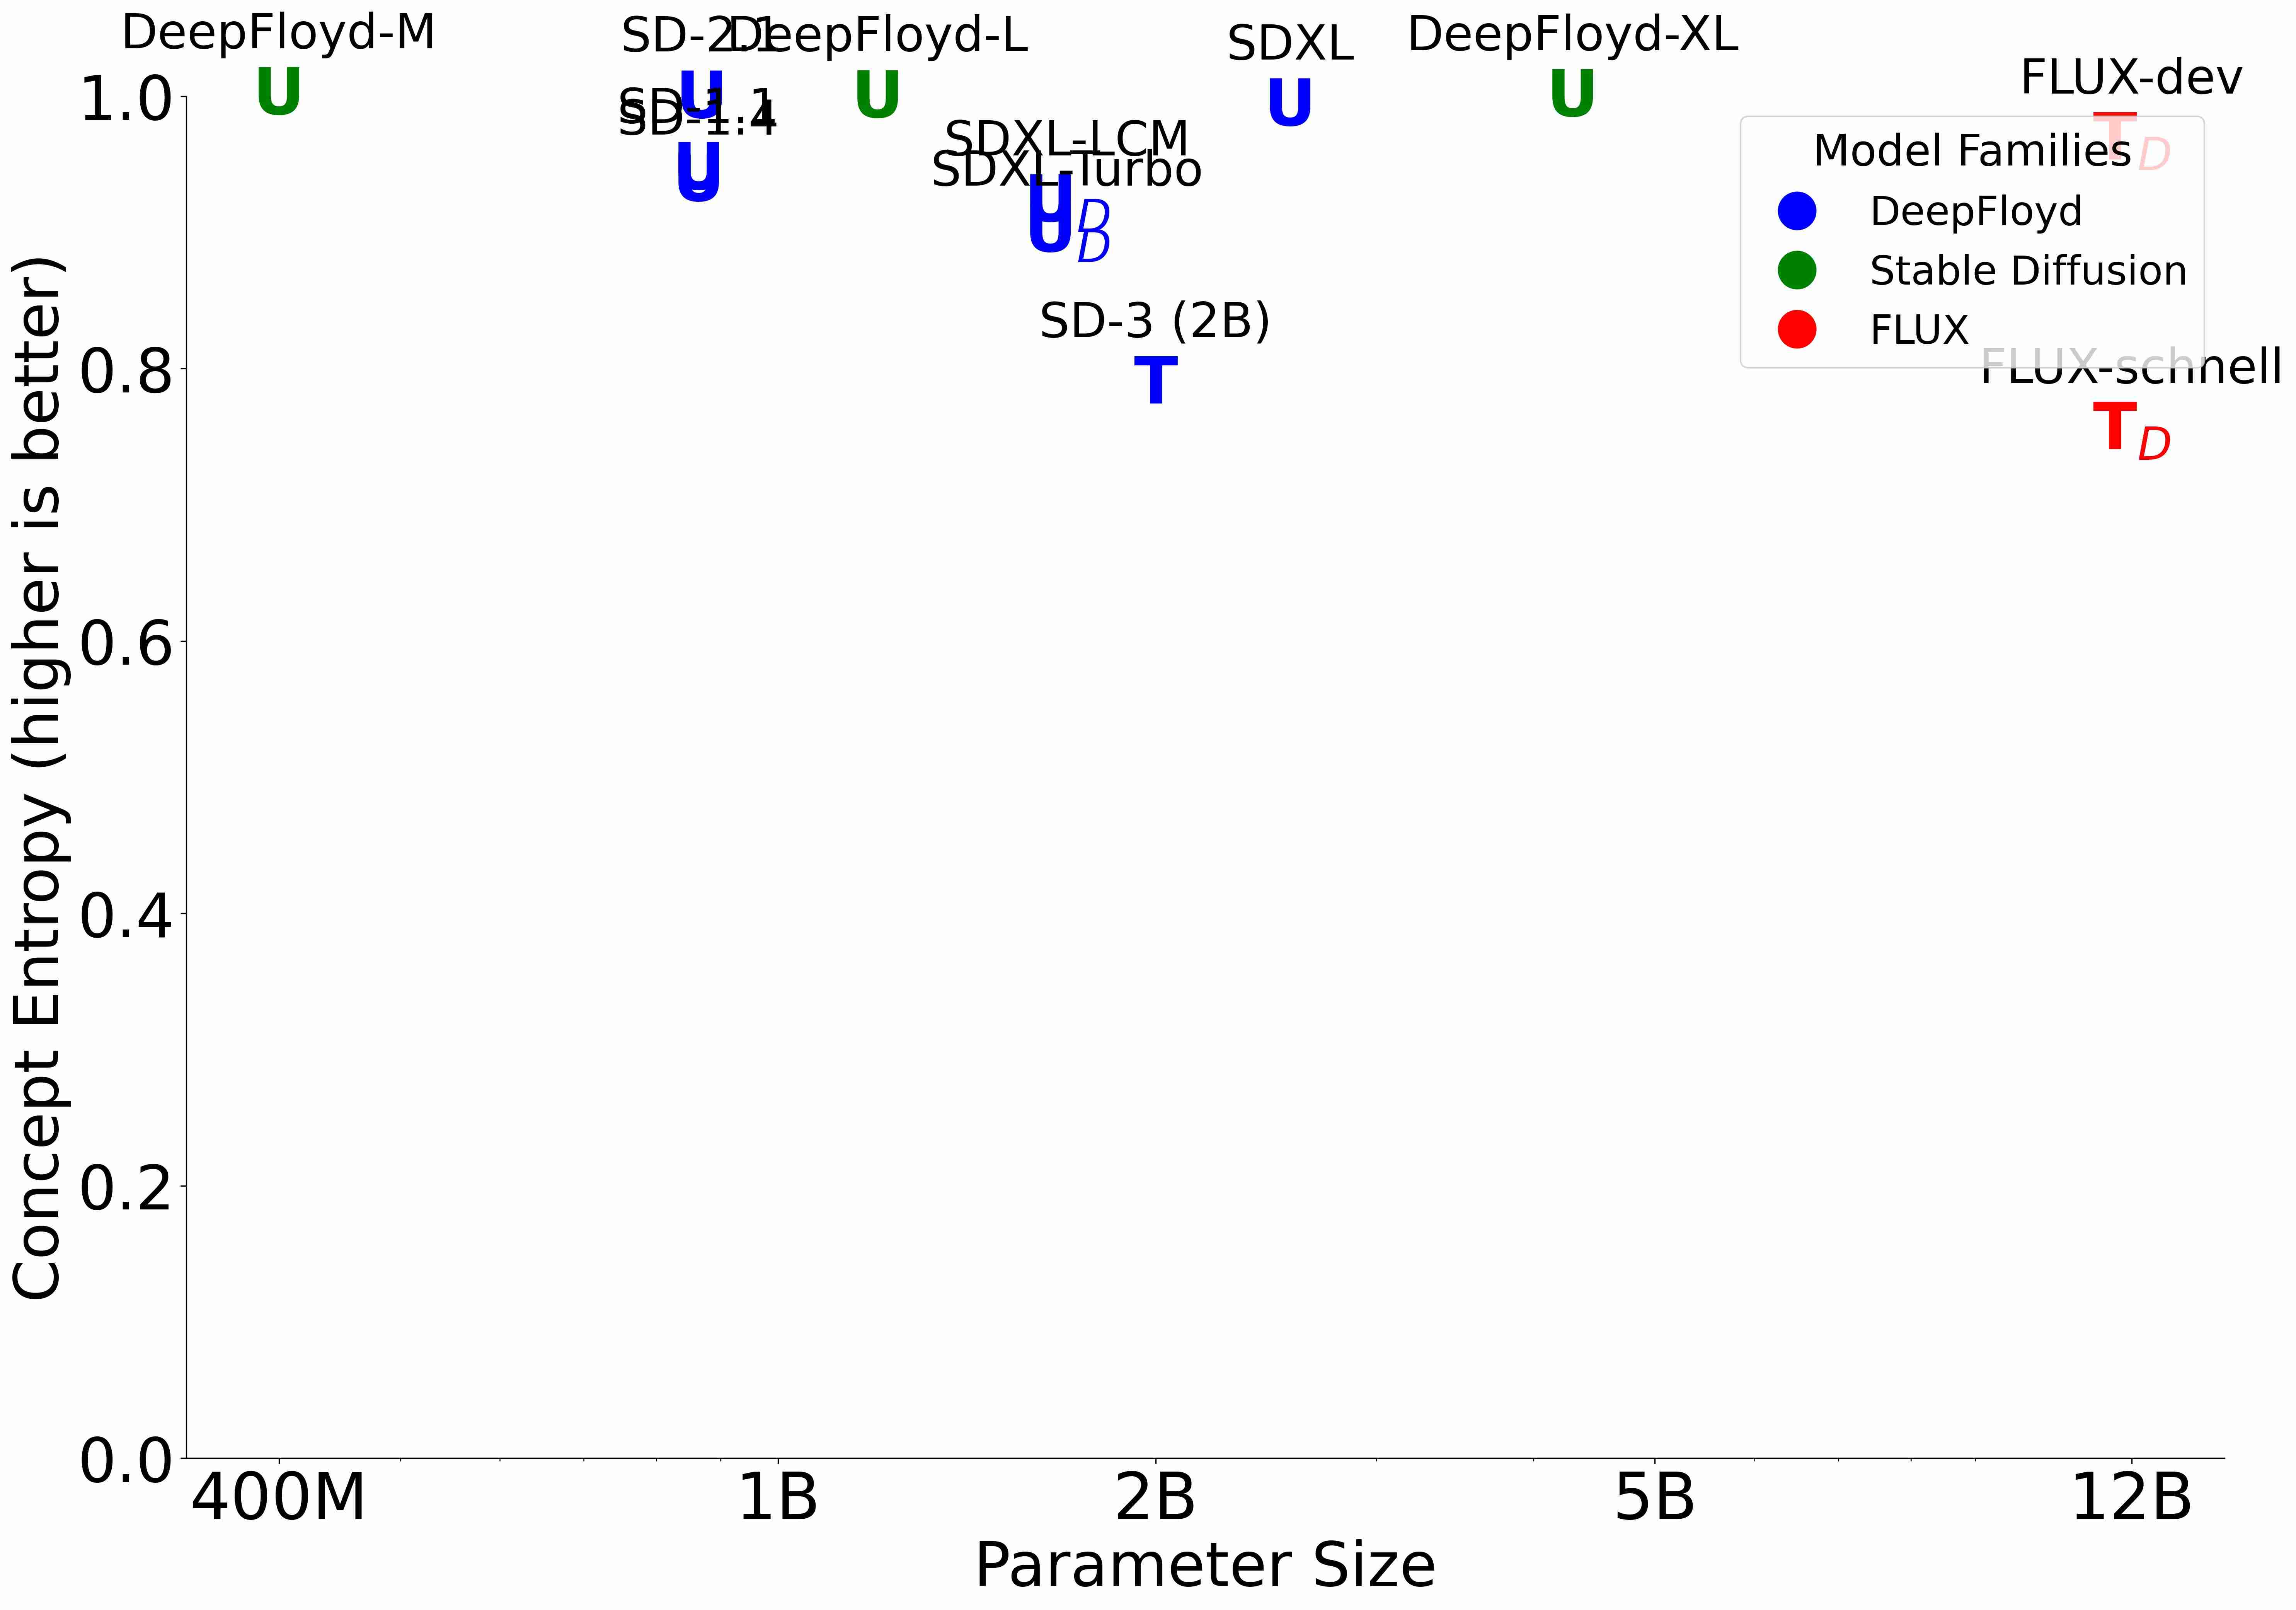 DeepFloyd-M
SD-2.1
DeepFloyd-L
SDXL
DeepFloyd-XL
FLUX-dev
SD-1.1
SD-1.4
SDXL-LCM
SDXL-Turbo
SD-3 (2B)
FLUX-schnell
U
U
U
U
U
T D
U
U
U D
U D
T
T D
Model Families
DeepFloyd
Stable Diffusion
FLUX
Concept Entropy (higher is better)
1.0
0.8
0.6
0.4
0.2
0.0
400M
1B
2B
5B
12B
Parameter Size